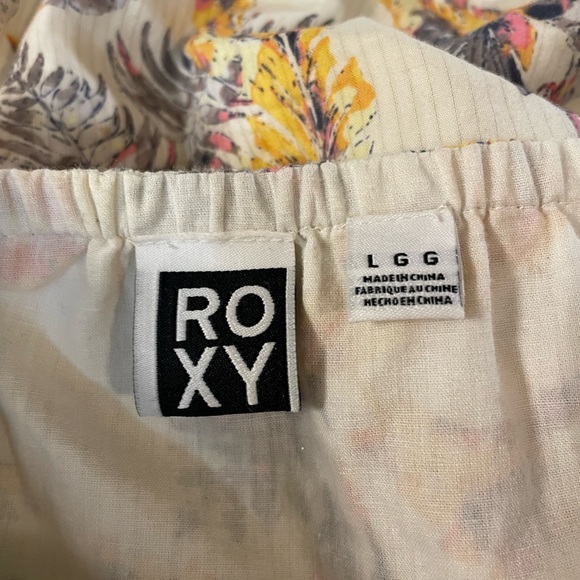 RO
XY
L G G
MADE IN CHINA
FABRIQUE AU CHINE
HECHO EN CHINA